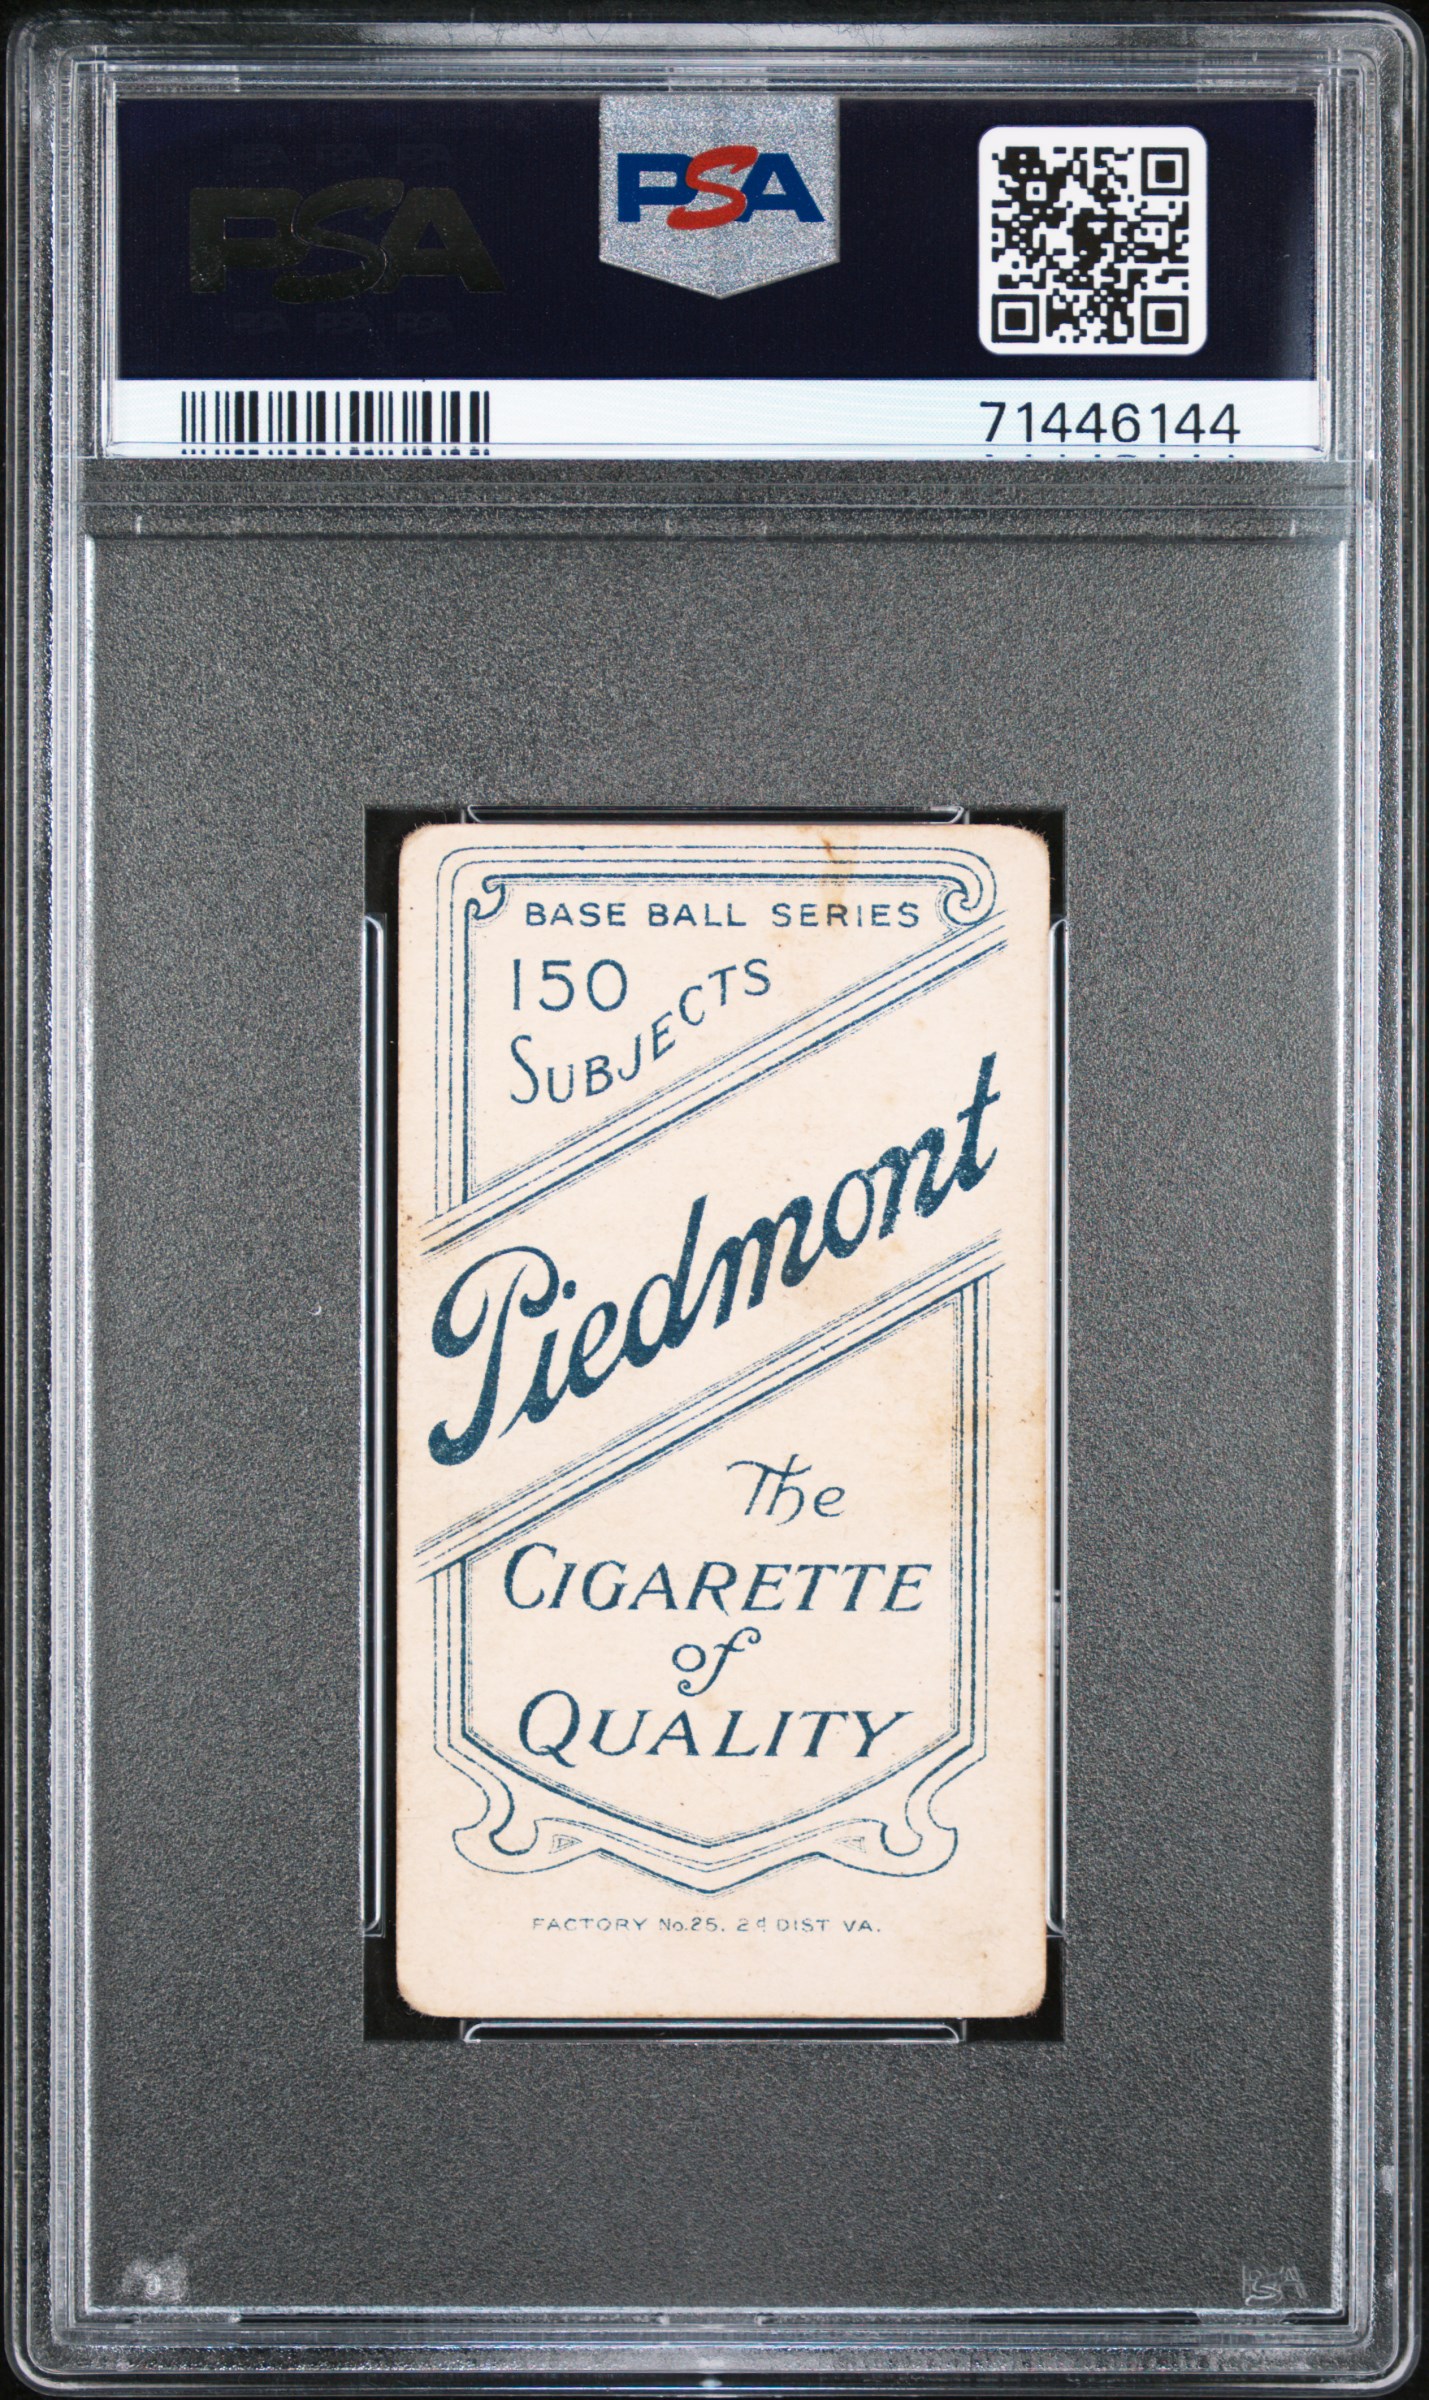 PSA
PSA
71446144
BASE BALL SERIES
150
SUBJECTS
Piedmont
The
CIGARETTE
of
QUALITY
FACTORY No. 25. 2d DIST VA.
PSA